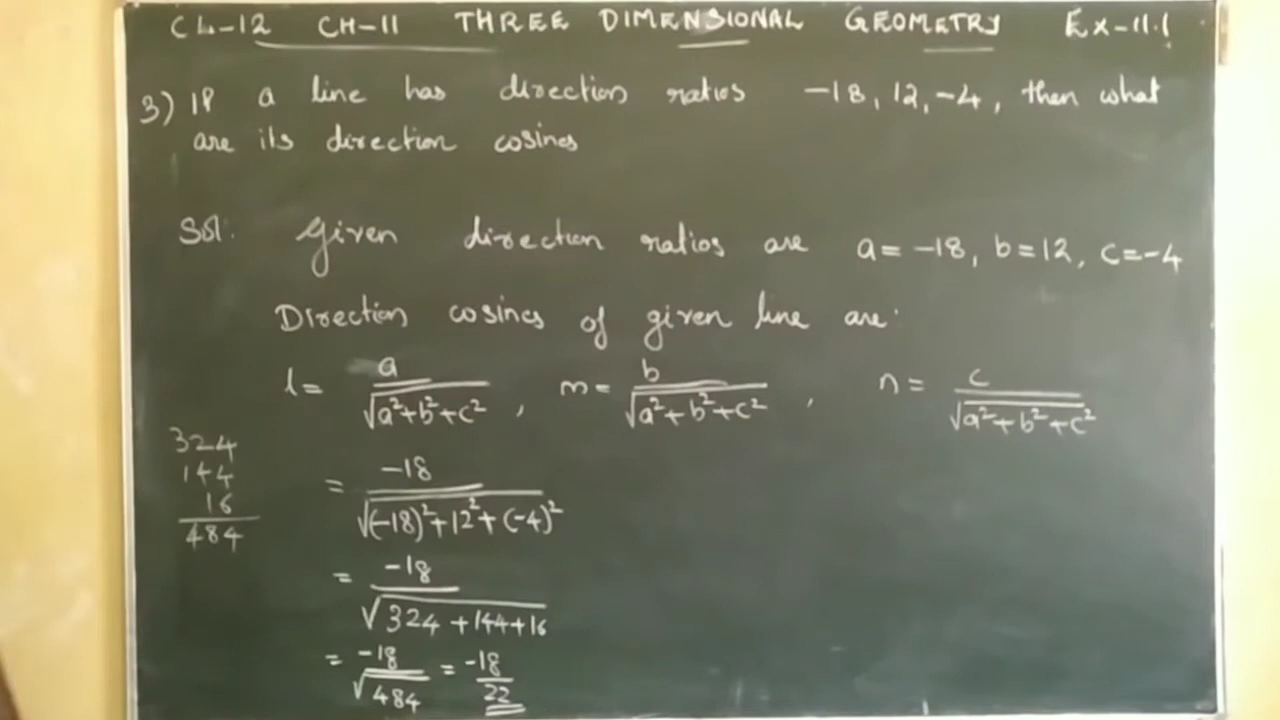 CL-12 CH-11 THREE DIMENSIONAL GEOMETRY Ex-11.1
3) If a line has direction ratios -18, 12, -4, then what
are its direction cosines
Sol. Given direction ratios are a= -18, b=12, c=-4
Direction cosines of given line are:
l= a/√a²+b²+c² , m= b/√a²+b²+c² , n= c/√a²+b²+c²
324
144
16
484
= -18/√(-18)²+12²+(-4)²
= -18/√324+144+16
= -18/√484 = -18/22